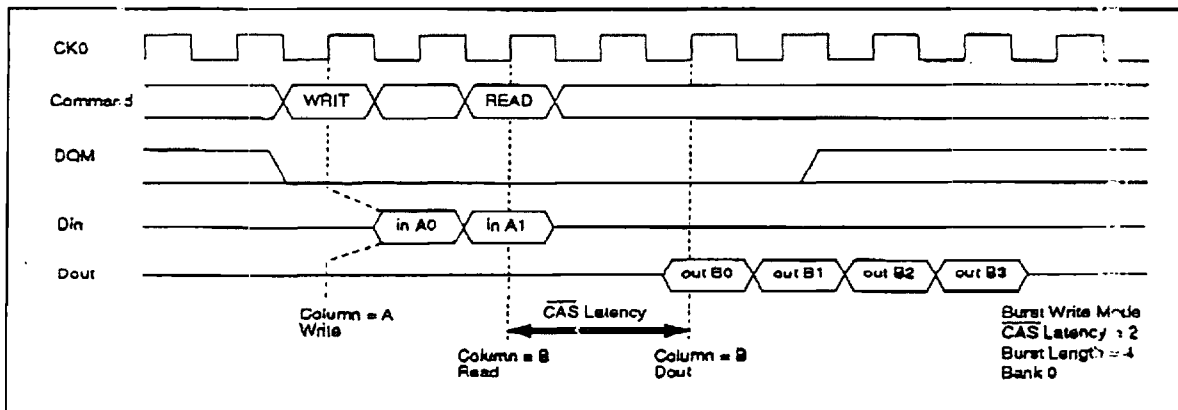 CK0
Command
WRIT
READ
DQM
Din
in A0
in A1
Dout
out B0
out B1
out B2
out B3
Column = A
Write
CAS Latency
Column = B
Read
Column = B
Dout
Burst Write Mode
CAS Latency = 2
Burst Length = 4
Bank 0